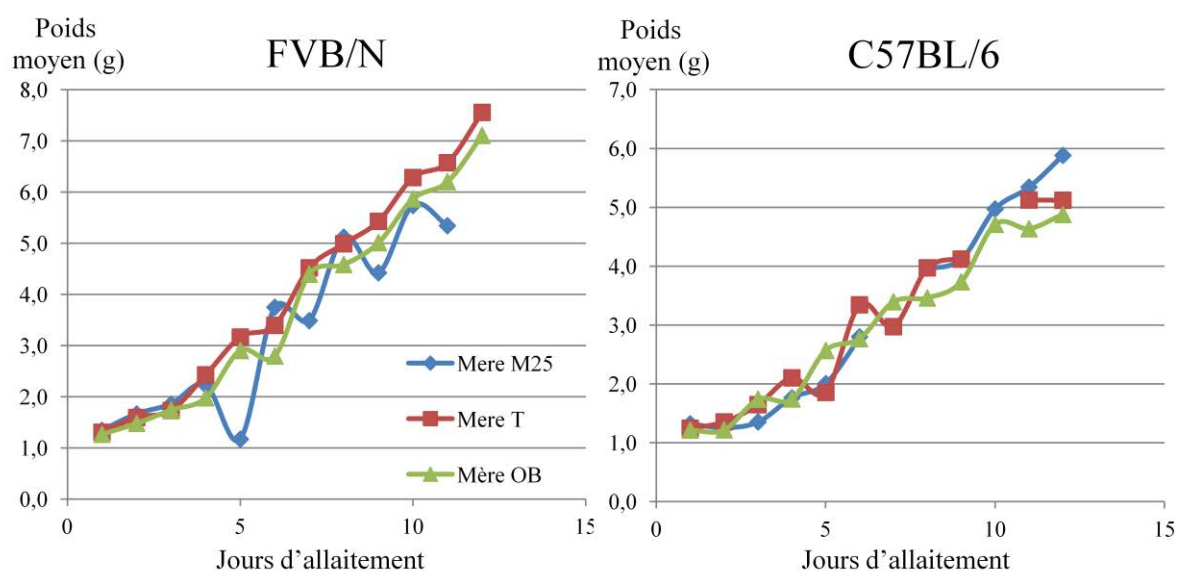 Poids
moyen (g)
FVB/N
8,0
7,0
6,0
5,0
4,0
3,0
2,0
1,0
0,0
0
5
10
15
Jours d’allaitement
Mere M25
Mere T
Mère OB
Poids
moyen (g)
C57BL/6
7,0
6,0
5,0
4,0
3,0
2,0
1,0
0,0
0
5
10
15
Jours d’allaitement